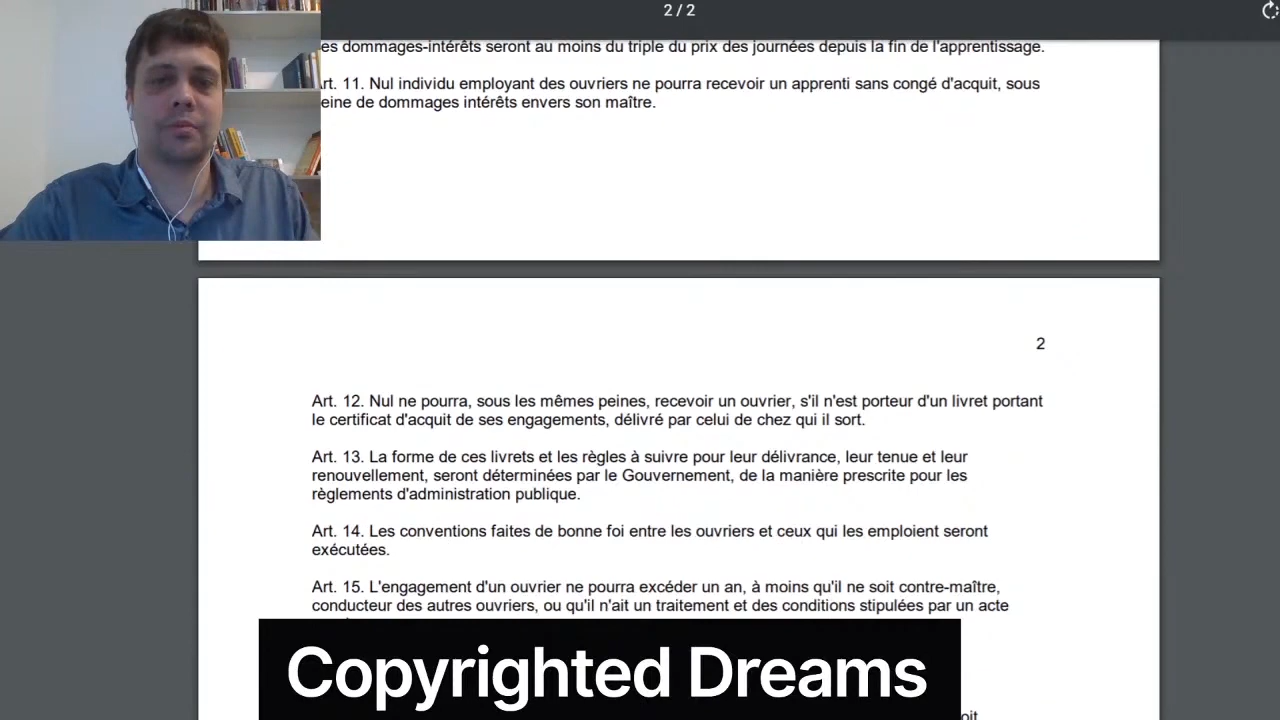 2 / 2
es dommages-intérêts seront au moins du triple du prix des journées depuis la fin de l'apprentissage.
Art. 11. Nul individu employant des ouvriers ne pourra recevoir un apprenti sans congé d'acquit, sous
eine de dommages intérêts envers son maître.
2
Art. 12. Nul ne pourra, sous les mêmes peines, recevoir un ouvrier, s'il n'est porteur d'un livret portant
le certificat d'acquit de ses engagements, délivré par celui de chez qui il sort.
Art. 13. La forme de ces livrets et les règles à suivre pour leur délivrance, leur tenue et leur
renouvellement, seront déterminées par le Gouvernement, de la manière prescrite pour les
règlements d'administration publique.
Art. 14. Les conventions faites de bonne foi entre les ouvriers et ceux qui les emploient seront
exécutées.
Art. 15. L'engagement d'un ouvrier ne pourra excéder un an, à moins qu'il ne soit contre-maître,
conducteur des autres ouvriers, ou qu'il n'ait un traitement et des conditions stipulées par un acte
Copyrighted Dreams
oit